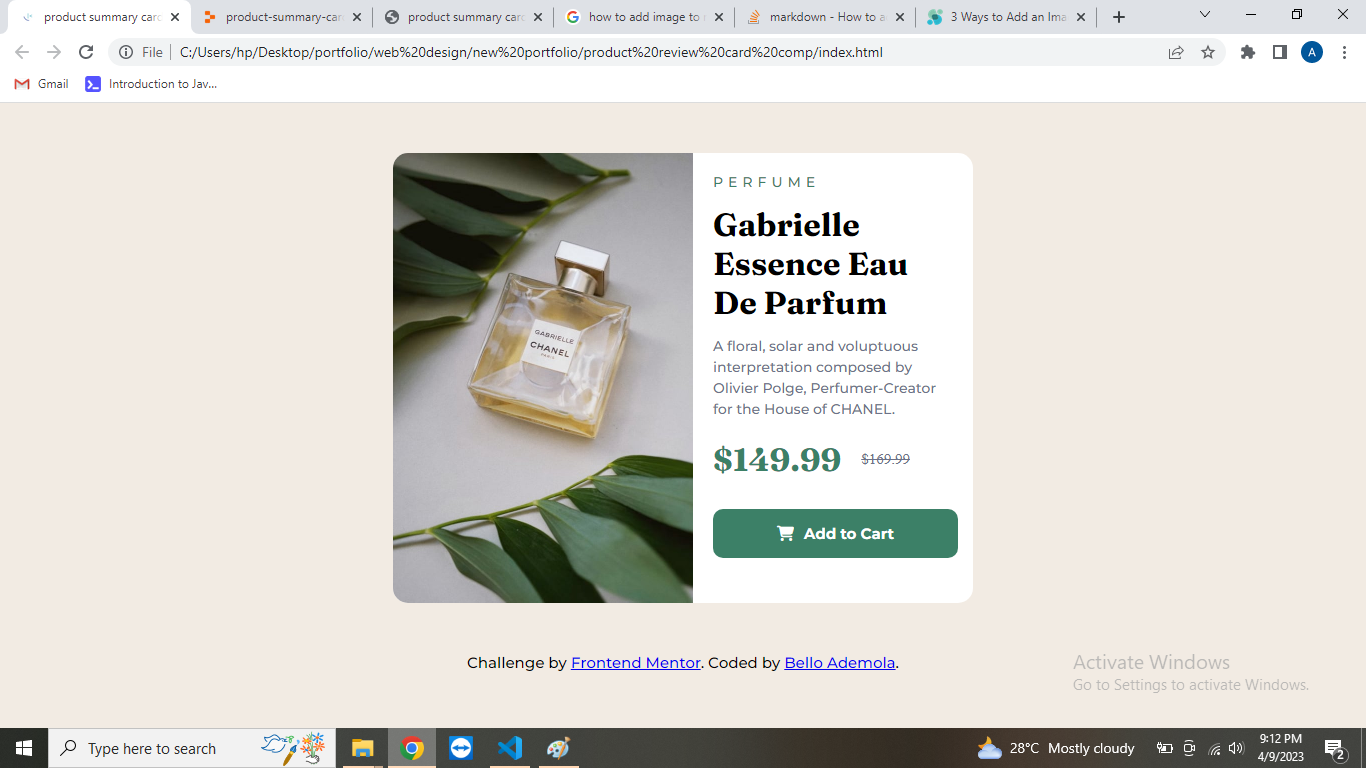 product summary card
product-summary-car
product summary card
how to add image to r
markdown - How to a
3 Ways to Add an Ima
File
C:/Users/hp/Desktop/portfolio/web%20design/new%20portfolio/product%20review%20card%20comp/index.html
A
Gmail
Introduction to Jav...
PERFUME
Gabrielle
Essence Eau
De Parfum
GABRIELLE
CHANEL
PARIS
A floral, solar and voluptuous
interpretation composed by
Olivier Polge, Perfumer-Creator
for the House of CHANEL.
$149.99 $169.99
Add to Cart
Challenge by Frontend Mentor. Coded by Bello Ademola.
Activate Windows
Go to Settings to activate Windows.
Type here to search
28°C Mostly cloudy
9:12 PM
4/9/2023
2